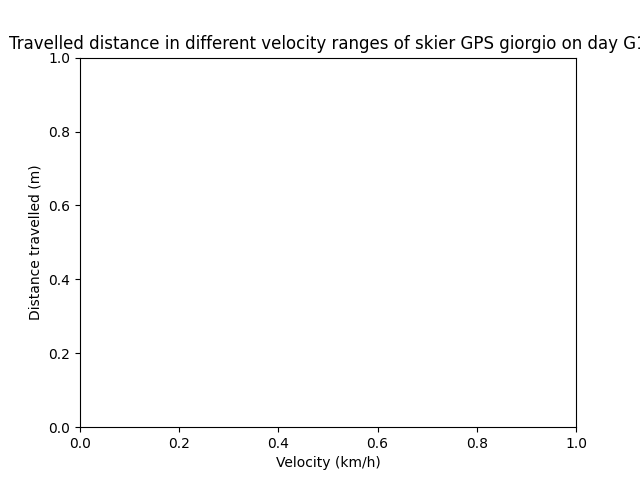 Travelled distance in different velocity ranges of skier GPS giorgio on day G1
1.0
0.8
0.6
0.4
0.2
0.0
Distance travelled (m)
0.0 0.2 0.4 0.6 0.8 1.0
Velocity (km/h)